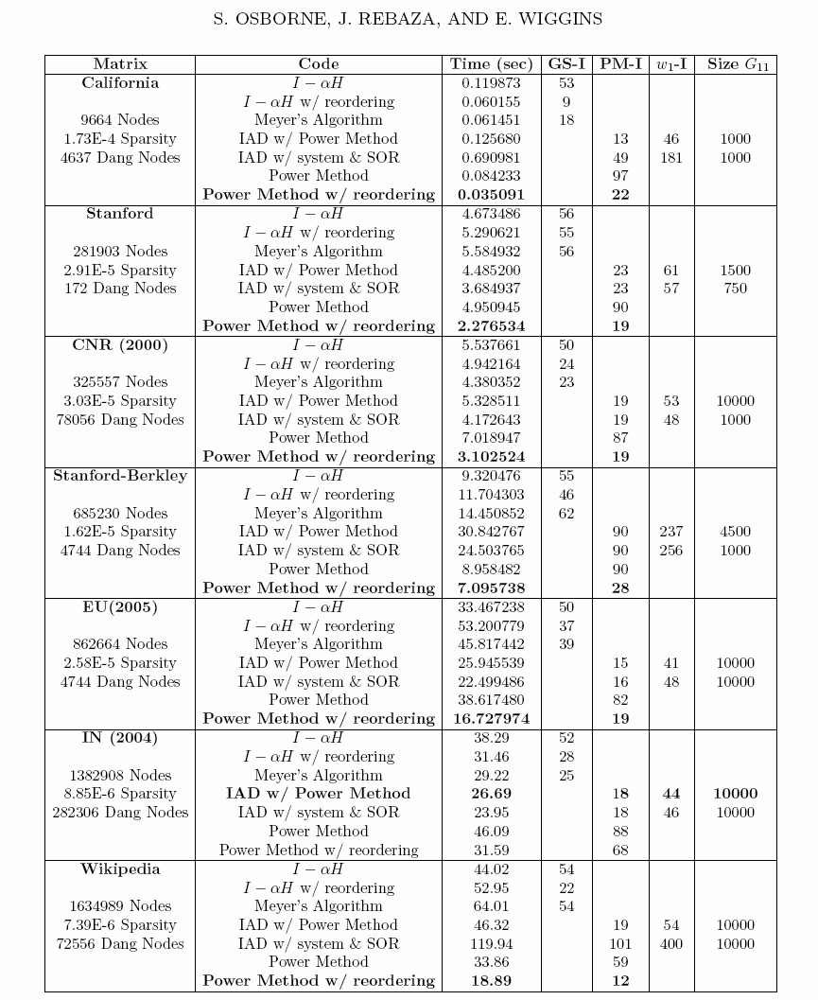 S. OSBORNE, J. REBAZA, AND E. WIGGINS
Matrix Code Time (sec) GS-I PM-I w₁-I Size G₁₁
California I − αH 0.119873 53
I − αH w/ reordering 0.060155 9
9664 Nodes Meyer's Algorithm 0.061451 18
1.73E-4 Sparsity IAD w/ Power Method 0.125680 13 46 1000
4637 Dang Nodes IAD w/ system & SOR 0.690981 49 181 1000
Power Method 0.084233 97
Power Method w/ reordering 0.035091 22
Stanford I − αH 4.673486 56
I − αH w/ reordering 5.290621 55
281903 Nodes Meyer's Algorithm 5.584932 56
2.91E-5 Sparsity IAD w/ Power Method 4.485200 23 61 1500
172 Dang Nodes IAD w/ system & SOR 3.684937 23 57 750
Power Method 4.950945 90
Power Method w/ reordering 2.276534 19
CNR (2000) I − αH 5.537661 50
I − αH w/ reordering 4.942164 24
325557 Nodes Meyer's Algorithm 4.380352 23
3.03E-5 Sparsity IAD w/ Power Method 5.328511 19 53 10000
78056 Dang Nodes IAD w/ system & SOR 4.172643 19 48 1000
Power Method 7.018947 87
Power Method w/ reordering 3.102524 19
Stanford-Berkley I − αH 9.320476 55
I − αH w/ reordering 11.704303 46
685230 Nodes Meyer's Algorithm 14.450852 62
1.62E-5 Sparsity IAD w/ Power Method 30.842767 90 237 4500
4744 Dang Nodes IAD w/ system & SOR 24.503765 90 256 1000
Power Method 8.958482 90
Power Method w/ reordering 7.095738 28
EU(2005) I − αH 33.467238 50
I − αH w/ reordering 53.200779 37
862664 Nodes Meyer's Algorithm 45.817442 39
2.58E-5 Sparsity IAD w/ Power Method 25.945539 15 41 10000
4744 Dang Nodes IAD w/ system & SOR 22.499486 16 48 10000
Power Method 38.617480 82
Power Method w/ reordering 16.727974 19
IN (2004) I − αH 38.29 52
I − αH w/ reordering 31.46 28
1382908 Nodes Meyer's Algorithm 29.22 25
8.85E-6 Sparsity IAD w/ Power Method 26.69 18 44 10000
282306 Dang Nodes IAD w/ system & SOR 23.95 18 46 10000
Power Method 46.09 88
Power Method w/ reordering 31.59 68
Wikipedia I − αH 44.02 54
I − αH w/ reordering 52.95 22
1634989 Nodes Meyer's Algorithm 64.01 54
7.39E-6 Sparsity IAD w/ Power Method 46.32 19 54 10000
72556 Dang Nodes IAD w/ system & SOR 119.94 101 400 10000
Power Method 33.86 59
Power Method w/ reordering 18.89 12